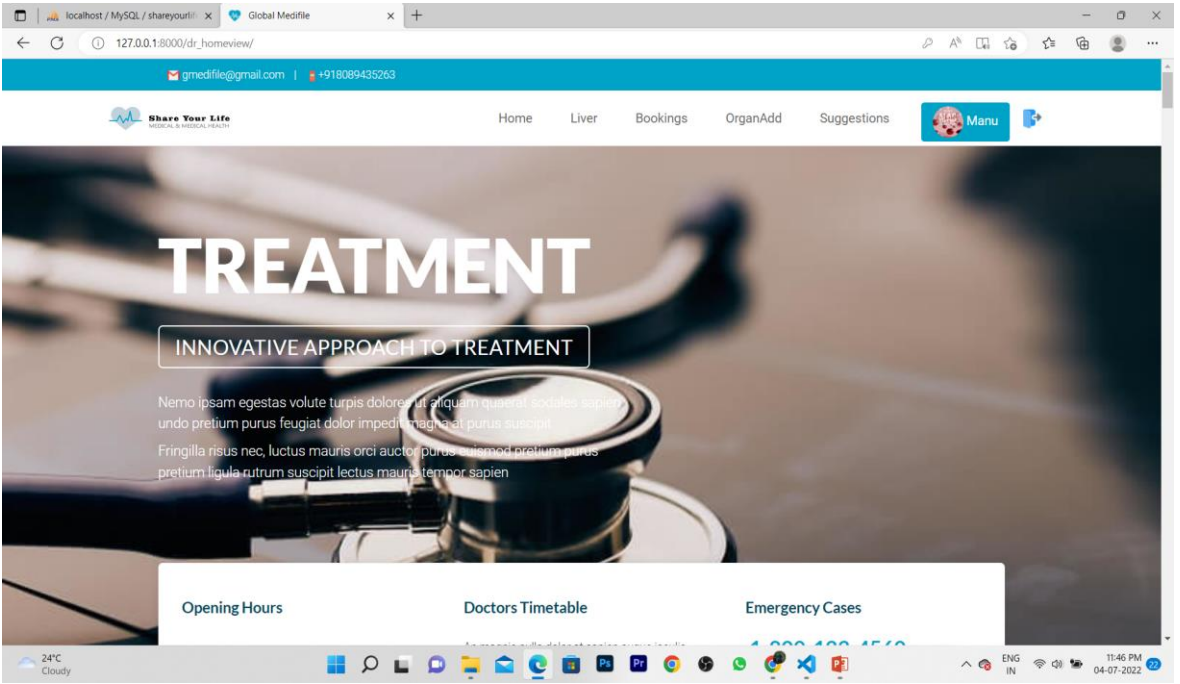 localhost / MySQL / shareyourlif
Global Medifile
127.0.0.1:8000/dr_homeview/
gmedifile@gmail.com | +918089435263
Share Your Life
MEDICAL & MEDICAL HEALTH
Home Liver Bookings OrganAdd Suggestions Manu
TREATMENT
INNOVATIVE APPROACH TO TREATMENT
Nemo ipsam egestas volute turpis dolores ut aliquam quaerat sodales sapien
undo pretium purus feugiat dolor impedit magna at purus suscipit
Fringilla risus nec, luctus mauris orci auctor purus euismod pretium purus
pretium ligula rutrum suscipit lectus mauris tempor sapien
Opening Hours Doctors Timetable Emergency Cases
24°C
Cloudy
Ps Pr
ENG
IN
11:46 PM
04-07-2022
22